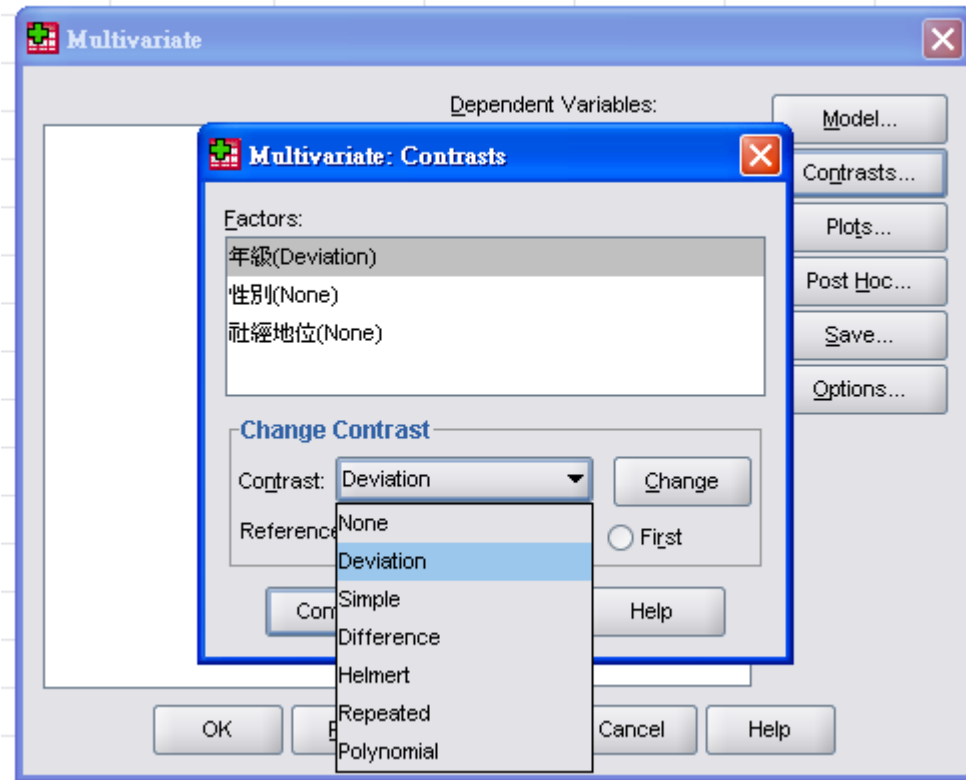 Multivariate
Dependent Variables:
Model...
Contrasts...
Plots...
Post Hoc...
Save...
Options...
Multivariate: Contrasts
Factors:
年級(Deviation)
性別(None)
社經地位(None)
Change Contrast
Contrast: Deviation
Change
Reference
First
None
Deviation
Simple
Difference
Helmert
Repeated
Polynomial
Help
OK
Cancel
Help